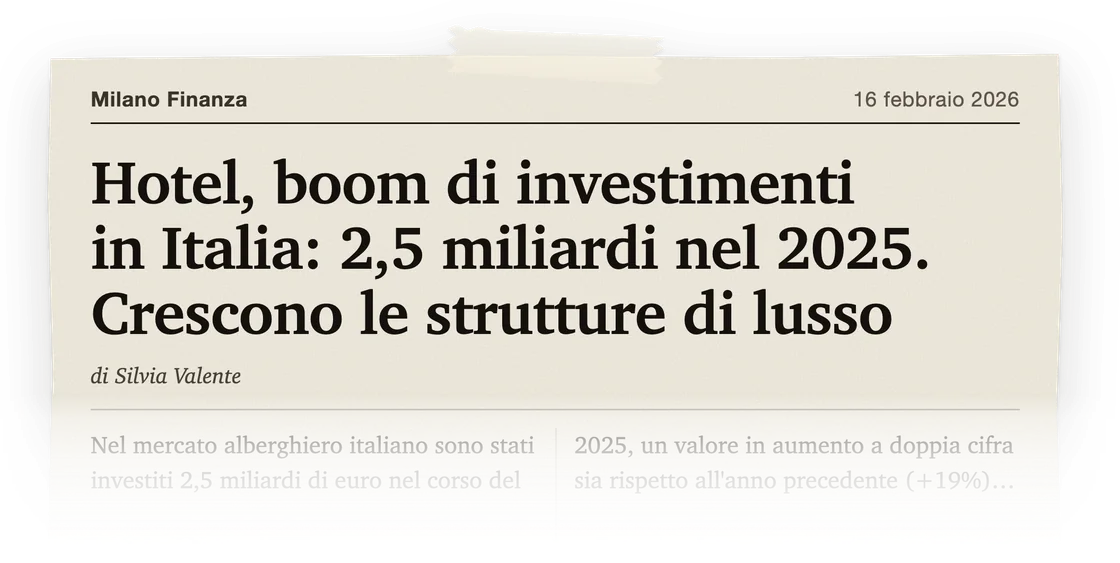 Milano Finanza
16 febbraio 2026
Hotel, boom di investimenti
in Italia: 2,5 miliardi nel 2025.
Crescono le strutture di lusso
di Silvia Valente
Nel mercato alberghiero italiano sono stati
investiti 2,5 miliardi di euro nel corso del
2025, un valore in aumento a doppia cifra
sia rispetto all'anno precedente (+19%)...